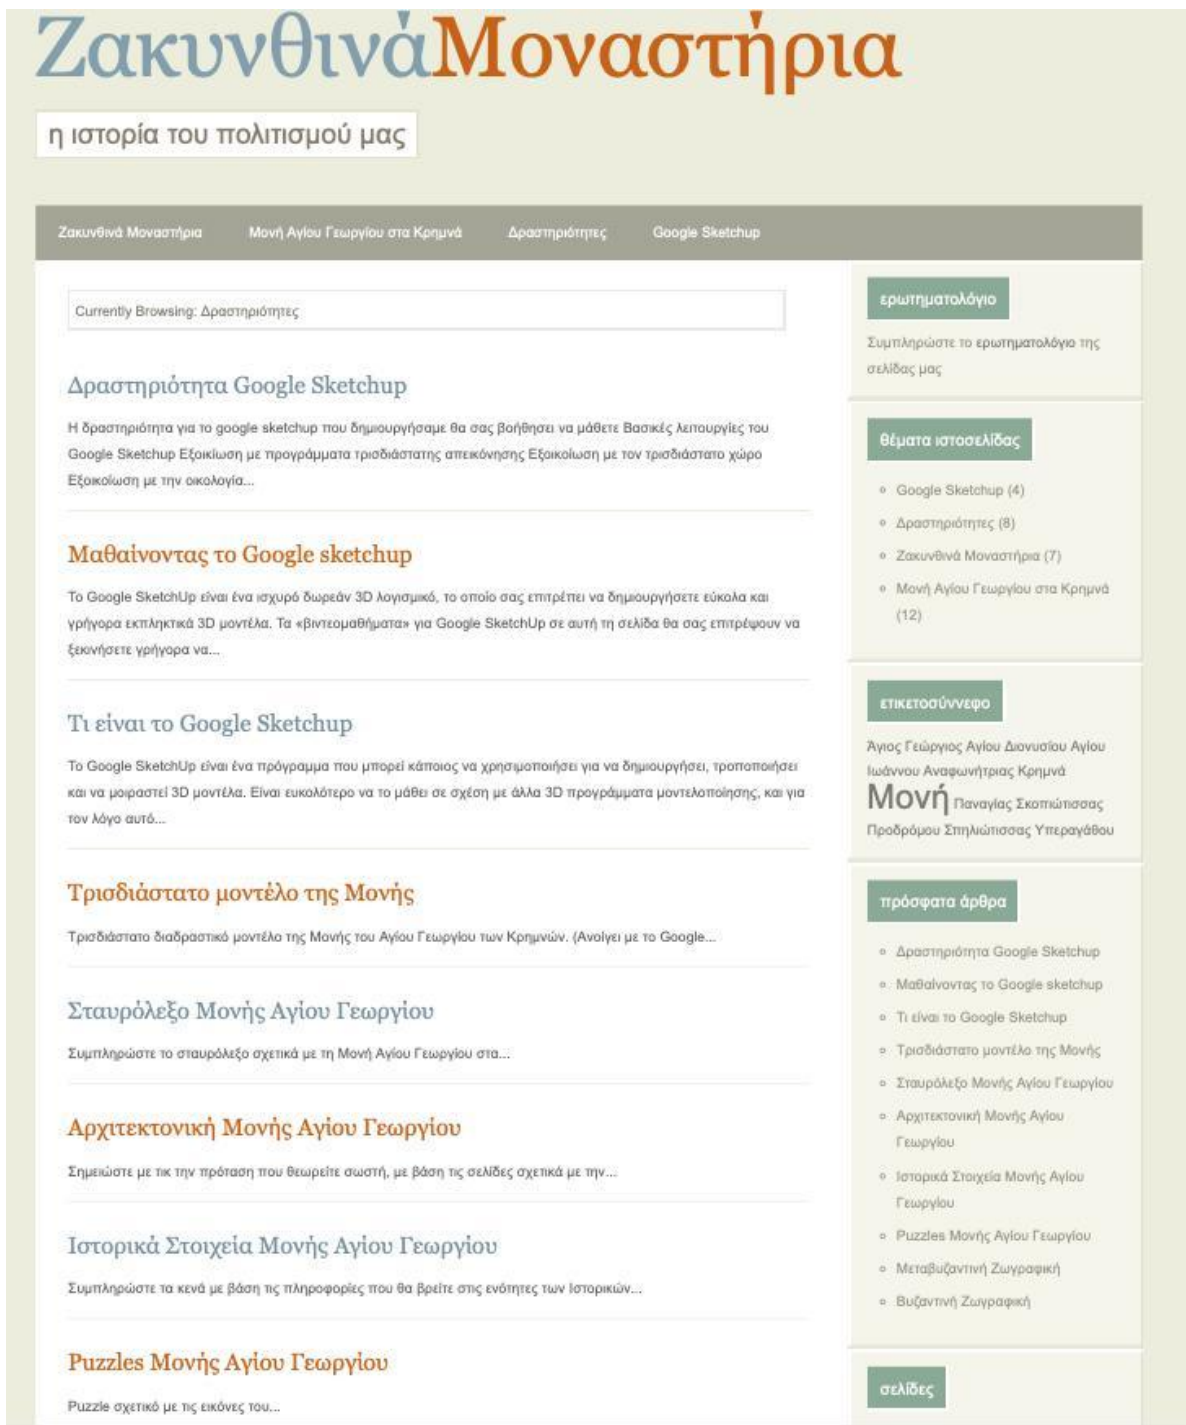 ΖακυνθινάΜοναστήρια
η ιστορία του πολιτισμού μας
Ζακυνθινά Μοναστήρια Μονή Αγίου Γεωργίου στα Κρημνά Δραστηριότητες Google Sketchup
Currently Browsing: Δραστηριότητες
Δραστηριότητα Google Sketchup
Η δραστηριότητα για το google sketchup που δημιουργήσαμε θα σας βοήθησει να μάθετε Βασικές λειτουργίες του
Google Sketchup Εξοικίωση με προγράμματα τρισδιάστατης απεικόνησης Εξοικοίωση με τον τρισδιάστατο χώρο
Εξοικοίωση με την οικολογία...
Μαθαίνοντας το Google sketchup
Το Google SketchUp είναι ένα ισχυρό δωρεάν 3D λογισμικό, το οποίο σας επιτρέπει να δημιουργήσετε εύκολα και
γρήγορα εκπληκτικά 3D μοντέλα. Τα «βιντεομαθήματα» για Google SketchUp σε αυτή τη σελίδα θα σας επιτρέψουν να
ξεκινήσετε γρήγορα να...
Τι είναι το Google Sketchup
Το Google SketchUp είναι ένα πρόγραμμα που μπορεί κάποιος να χρησιμοποιήσει για να δημιουργήσει, τροποποιήσει
και να μοιραστεί 3D μοντέλα. Είναι ευκολότερο να το μάθει σε σχέση με άλλα 3D προγράμματα μοντελοποίησης, και για
τον λόγο αυτό...
Τρισδιάστατο μοντέλο της Μονής
Τρισδιάστατο διαδραστικό μοντέλο της Μονής του Αγίου Γεωργίου των Κρημνών. (Ανοίγει με το Google...
Σταυρόλεξο Μονής Αγίου Γεωργίου
Συμπληρώστε το σταυρόλεξο σχετικά με τη Μονή Αγίου Γεωργίου στα...
Αρχιτεκτονική Μονής Αγίου Γεωργίου
Σημειώστε με τικ την πρόταση που θεωρείτε σωστή, με βάση τις σελίδες σχετικά με την...
Ιστορικά Στοιχεία Μονής Αγίου Γεωργίου
Συμπληρώστε τα κενά με βάση τις πληροφορίες που θα βρείτε στις ενότητες των Ιστορικών...
Puzzles Μονής Αγίου Γεωργίου
Puzzle σχετικό με τις εικόνες του...
ερωτηματολόγιο
Συμπληρώστε το ερωτηματολόγιο της
σελίδας μας
θέματα ιστοσελίδας
Google Sketchup (4)
Δραστηριότητες (8)
Ζακυνθινά Μοναστήρια (7)
Μονή Αγίου Γεωργίου στα Κρημνά
(12)
ετικετοσύννεφο
Άγιος Γεώργιος Αγίου Διονυσίου Αγίου
Ιωάννου Αναφωνήτριας Κρημνά
Μονή Παναγίας Σκοπιώτισσας
Προδρόμου Σπηλιώτισσας Υπεραγάθου
πρόσφατα άρθρα
Δραστηριότητα Google Sketchup
Μαθαίνοντας το Google sketchup
Τι είναι το Google Sketchup
Τρισδιάστατο μοντέλο της Μονής
Σταυρόλεξο Μονής Αγίου Γεωργίου
Αρχιτεκτονική Μονής Αγίου
Γεωργίου
Ιστορικά Στοιχεία Μονής Αγίου
Γεωργίου
Puzzles Μονής Αγίου Γεωργίου
Μεταβυζαντινή Ζωγραφική
Βυζαντινή Ζωγραφική
σελίδες